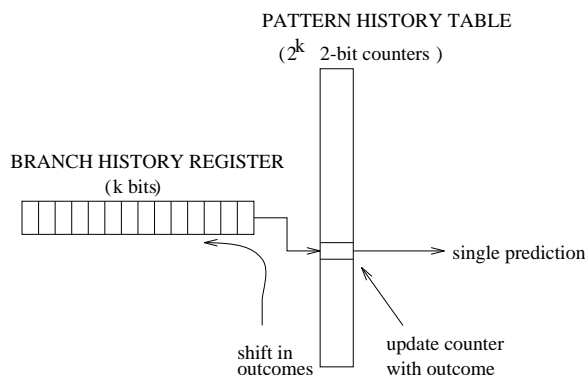 PATTERN HISTORY TABLE
(2^k 2-bit counters )
BRANCH HISTORY REGISTER
(k bits)
single prediction
shift in
outcomes
update counter
with outcome